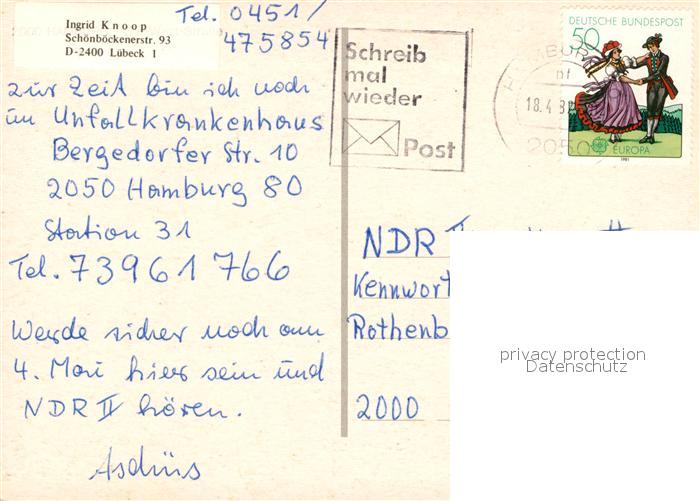 Ingrid Knoop
Schönböckenerstr. 93
D-2400 Lübeck 1
Tel. 0451/
475854
zur Zeit bin ich noch
im Unfallkrankenhaus
Bergedorfer Str. 10
2050 Hamburg 80
Station 31
Tel. 73961766
Werde sicher noch am
4. Mai hier sein und
NDR II hören.
Schreib
mal
wieder
Post
HAMBUR
18.4
2050
DEUTSCHE BUNDESPOST
50
EUROPA
1981
NDR II
Kennwort
Rothenb
2000
privacy protection
Datenschutz